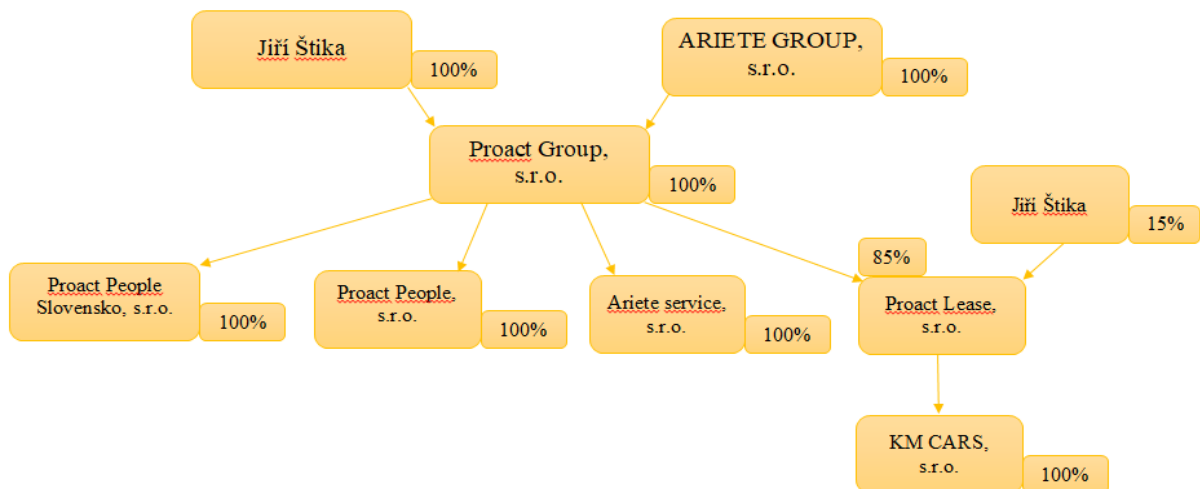 Jiří Štika
100%
ARIETE GROUP,
s.r.o.
100%
Proact Group,
s.r.o.
100%
Jiří Štika
15%
85%
Proact People
Slovensko, s.r.o.
100%
Proact People,
s.r.o.
100%
Ariete service,
s.r.o.
100%
Proact Lease,
s.r.o.
KM CARS,
s.r.o.
100%